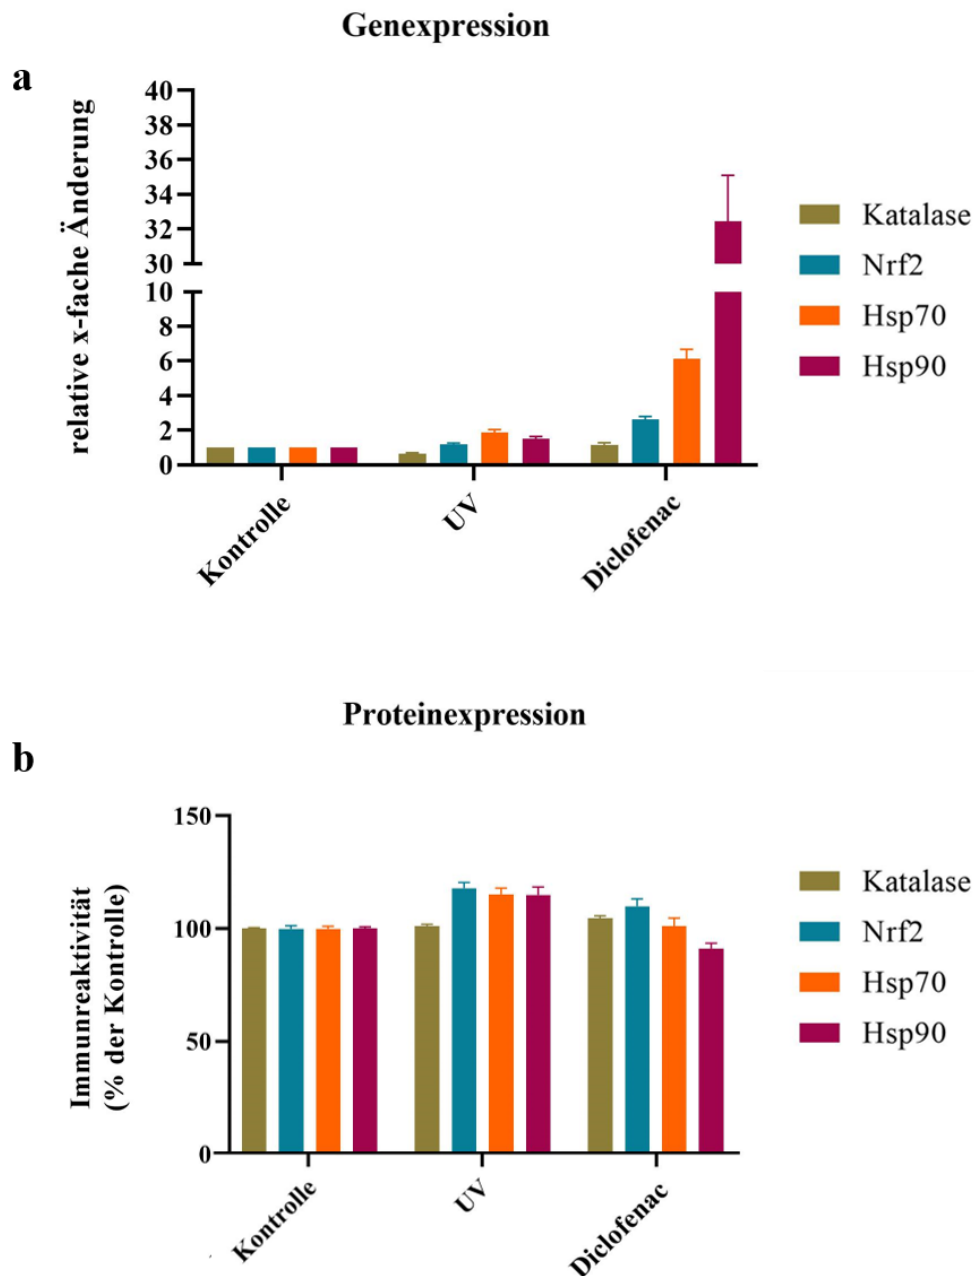 Genexpression
a
relative x-fache Änderung
40
38
36
34
32
30
10
8
6
4
2
0
Kontrolle
UV
Diclofenac
Katalase
Nrf2
Hsp70
Hsp90
Proteinexpression
b
Immunreaktivität
(% der Kontrolle)
150
100
50
0
Kontrolle
UV
Diclofenac
Katalase
Nrf2
Hsp70
Hsp90